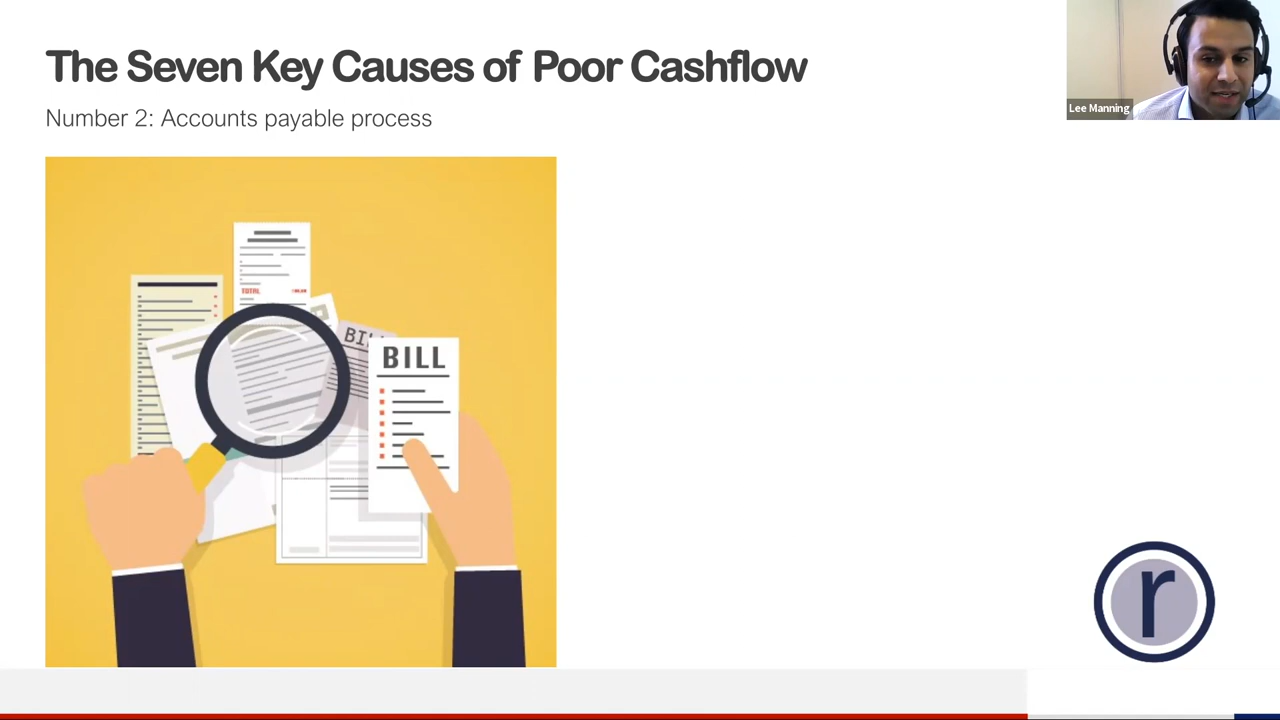 The Seven Key Causes of Poor Cashflow
Lee Manning
Number 2: Accounts payable process
TOTAL
BILL
r